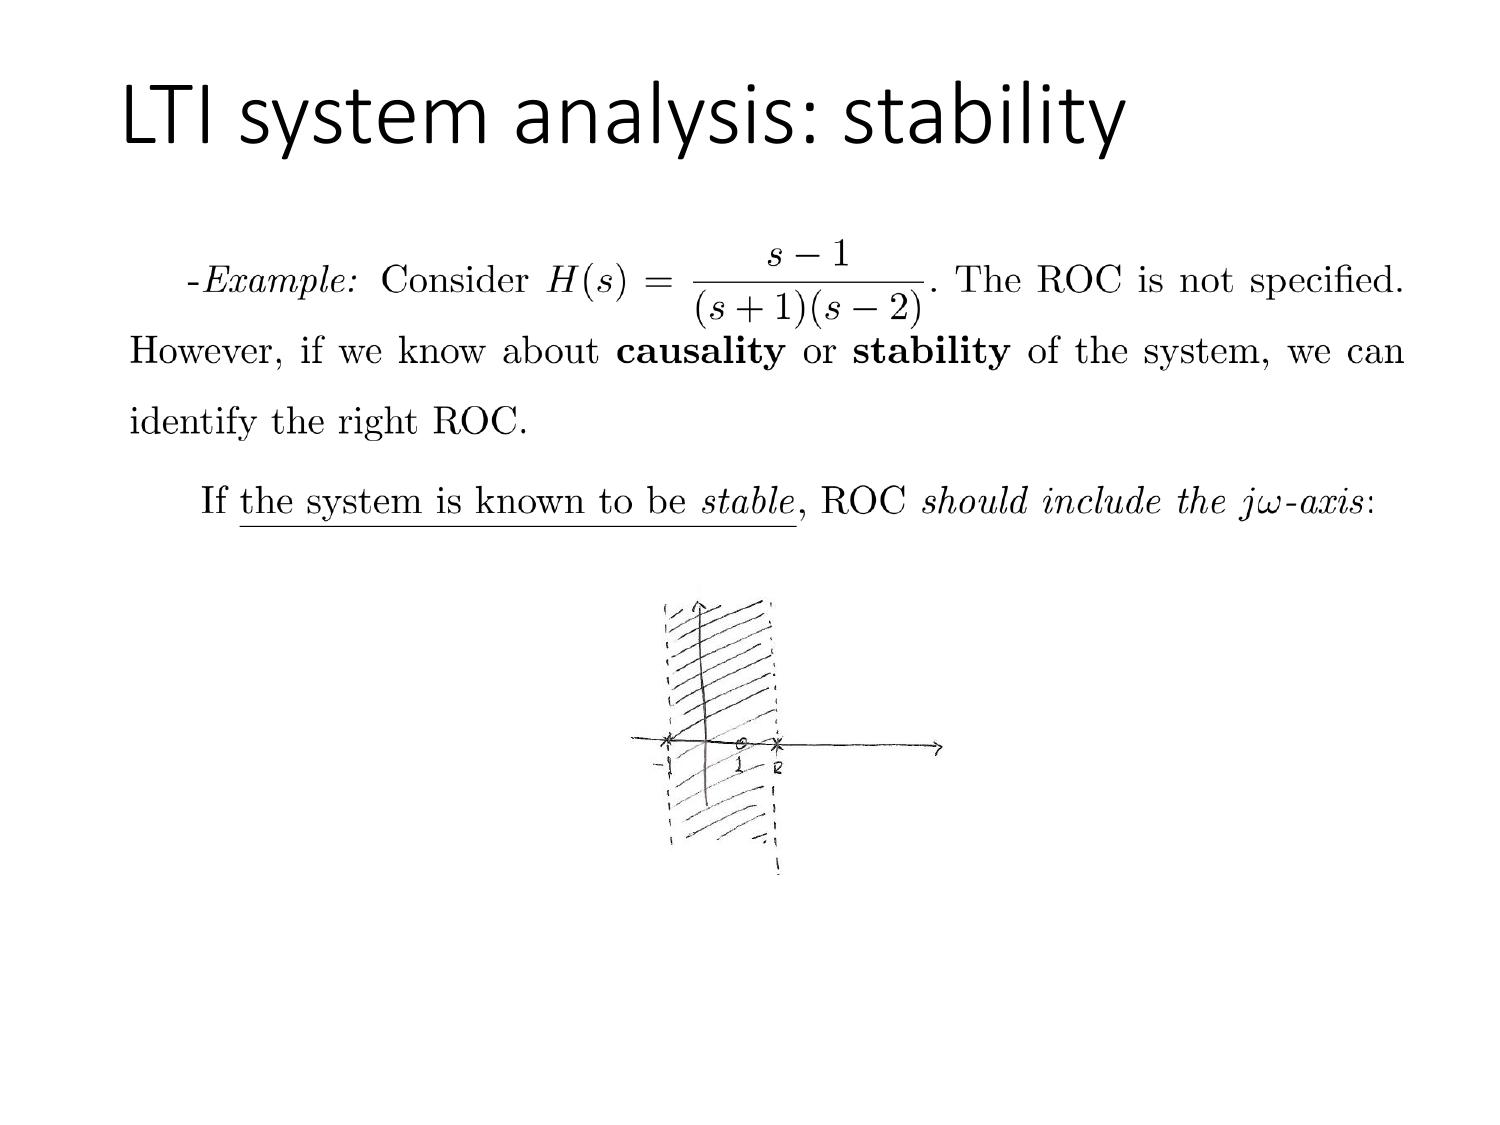 LTI system analysis: stability
-Example: Consider H(s) = \frac{s − 1}{(s + 1)(s − 2)}. The ROC is not specified.
However, if we know about causality or stability of the system, we can
identify the right ROC.
If the system is known to be stable, ROC should include the jω-axis:
-1 1 2